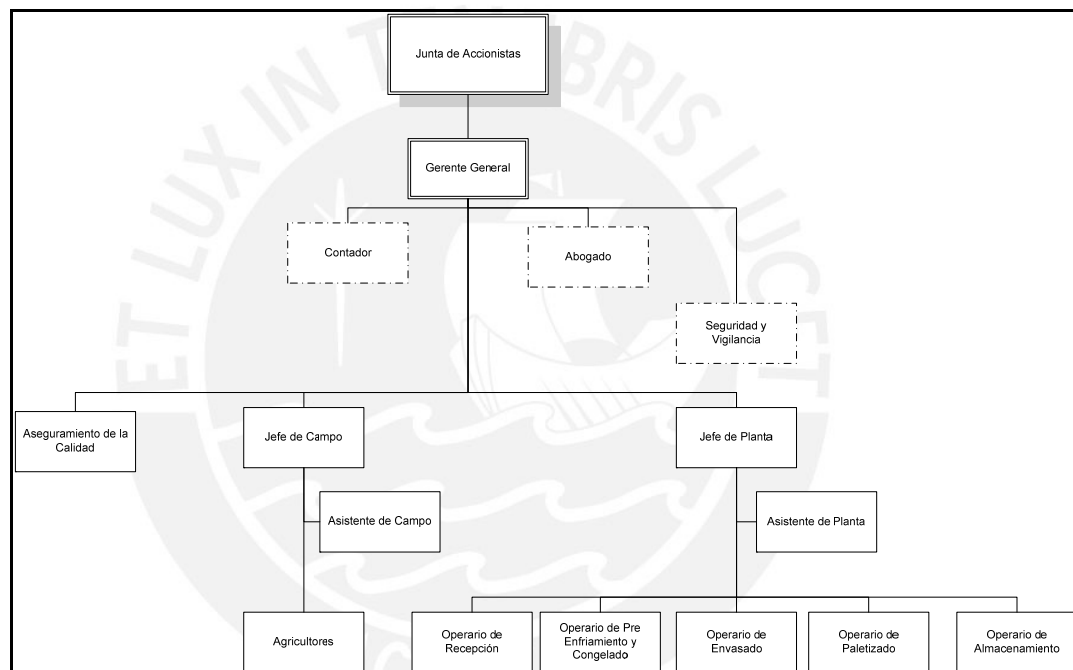 Junta de Accionistas
Gerente General
Contador
Abogado
Seguridad y
Vigilancia
Aseguramiento de la
Calidad
Jefe de Campo
Jefe de Planta
Asistente de Campo
Asistente de Planta
Agricultores
Operario de
Recepción
Operario de Pre
Enfriamiento y
Congelado
Operario de
Envasado
Operario de
Paletizado
Operario de
Almacenamiento